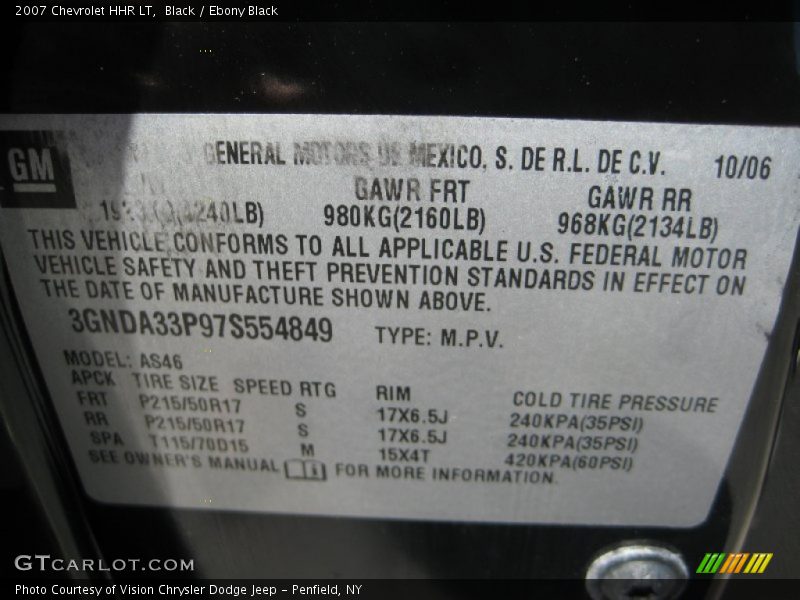 2007 Chevrolet HHR LT,  Black / Ebony Black
GM
GENERAL MOTORS DE MEXICO, S. DE R.L. DE C.V. 10/06
GAWR FRT GAWR RR
(4240LB) 980KG(2160LB) 968KG(2134LB)
THIS VEHICLE CONFORMS TO ALL APPLICABLE U.S. FEDERAL MOTOR
VEHICLE SAFETY AND THEFT PREVENTION STANDARDS IN EFFECT ON
THE DATE OF MANUFACTURE SHOWN ABOVE.
3GNDA33P97S554849 TYPE: M.P.V.
MODEL: AS46
APCK TIRE SIZE SPEED RTG RIM COLD TIRE PRESSURE
FRT P215/50R17 S 17X6.5J 240KPA(35PSI)
RR P215/50R17 S 17X6.5J 240KPA(35PSI)
SPA T115/70D15 M 15X4T 420KPA(60PSI)
SEE OWNER'S MANUAL FOR MORE INFORMATION.
GTCARLOT.COM
Photo Courtesy of Vision Chrysler Dodge Jeep – Penfield, NY